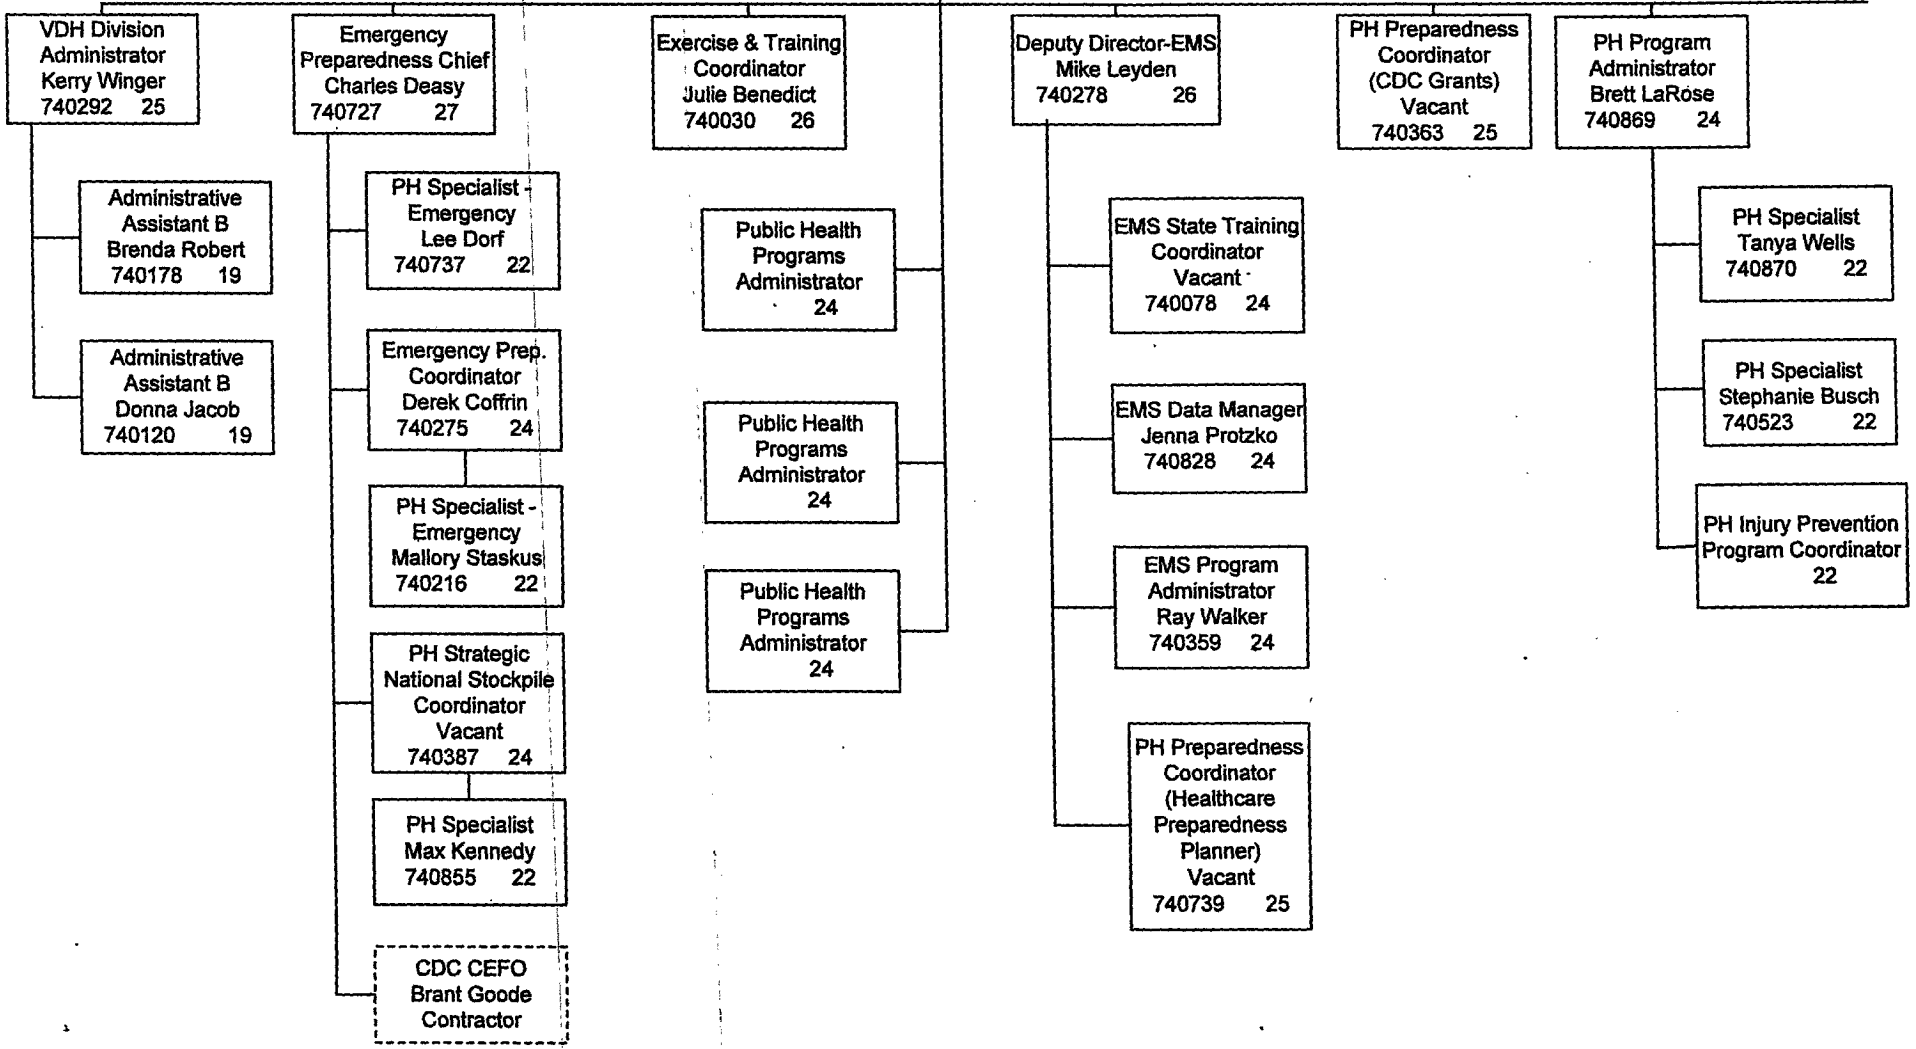 VDH Division
Administrator
Kerry Winger
740292 25
Administrative
Assistant B
Brenda Robert
740178 19
Administrative
Assistant B
Donna Jacob
740120 19
Emergency
Preparedness Chief
Charles Deasy
740727 27
PH Specialist -
Emergency
Lee Dorf
740737 22
Emergency Prep.
Coordinator
Derek Coffrin
740275 24
PH Specialist -
Emergency
Mallory Staskus
740216 22
PH Strategic
National Stockpile
Coordinator
Vacant
740387 24
PH Specialist
Max Kennedy
740855 22
CDC CEFO
Brant Goode
Contractor
Exercise & Training
Coordinator
Julie Benedict
740030 26
Public Health
Programs
Administrator
24
Public Health
Programs
Administrator
24
Public Health
Programs
Administrator
24
Deputy Director-EMS
Mike Leyden
740278 26
EMS State Training
Coordinator
Vacant
740078 24
EMS Data Manager
Jenna Protzko
740828 24
EMS Program
Administrator
Ray Walker
740359 24
PH Preparedness
Coordinator
(Healthcare
Preparedness
Planner)
Vacant
740739 25
PH Preparedness
Coordinator
(CDC Grants)
Vacant
740363 25
PH Program
Administrator
Brett LaRose
740869 24
PH Specialist
Tanya Wells
740870 22
PH Specialist
Stephanie Busch
740523 22
PH Injury Prevention
Program Coordinator
22